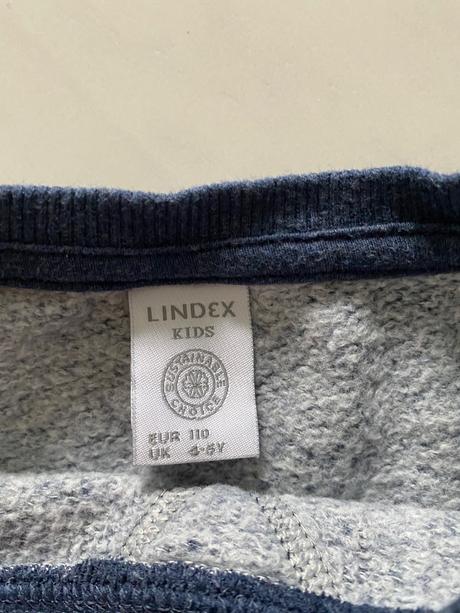 LINDEX
KIDS
SUSTAINABLE
CHOICE
EUR 110
UK 4-5Y